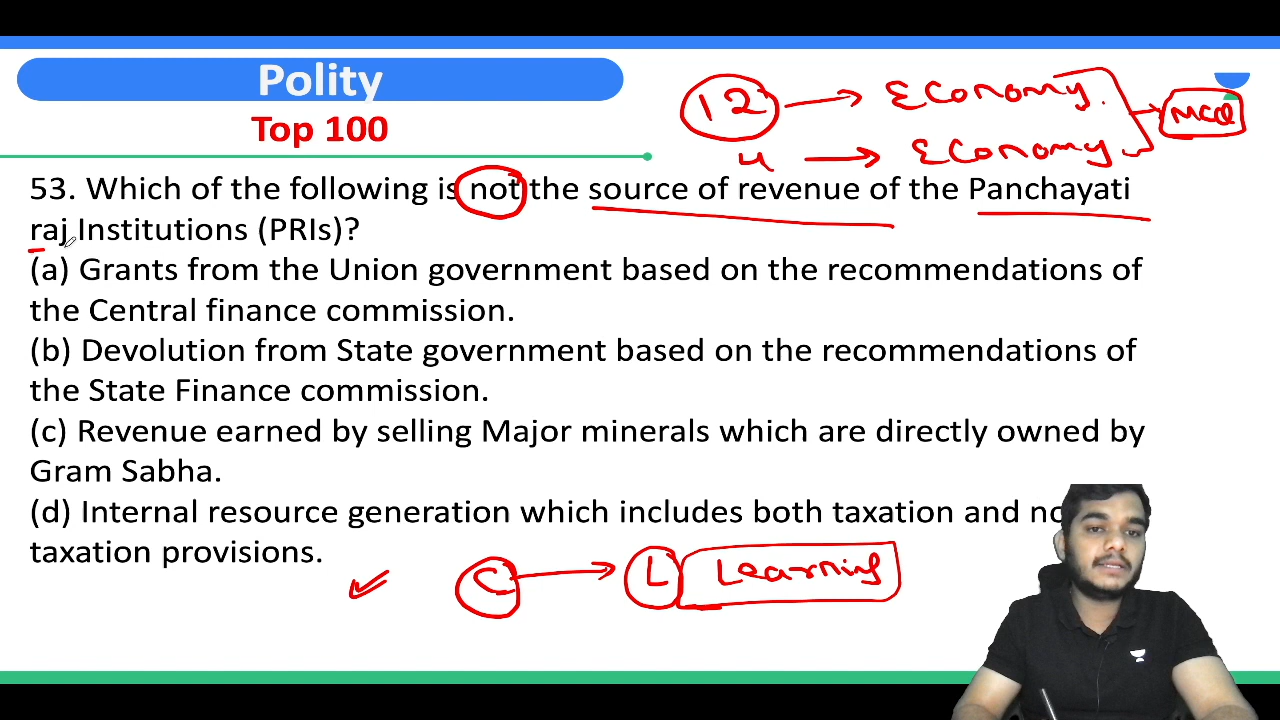 Polity
Top 100
12 → Economy.
4 → Economy.
MCQ
53. Which of the following is not the source of revenue of the Panchayati
raj Institutions (PRIs)?
(a) Grants from the Union government based on the recommendations of
the Central finance commission.
(b) Devolution from State government based on the recommendations of
the State Finance commission.
(c) Revenue earned by selling Major minerals which are directly owned by
Gram Sabha.
(d) Internal resource generation which includes both taxation and no
taxation provisions.
C → L Learning